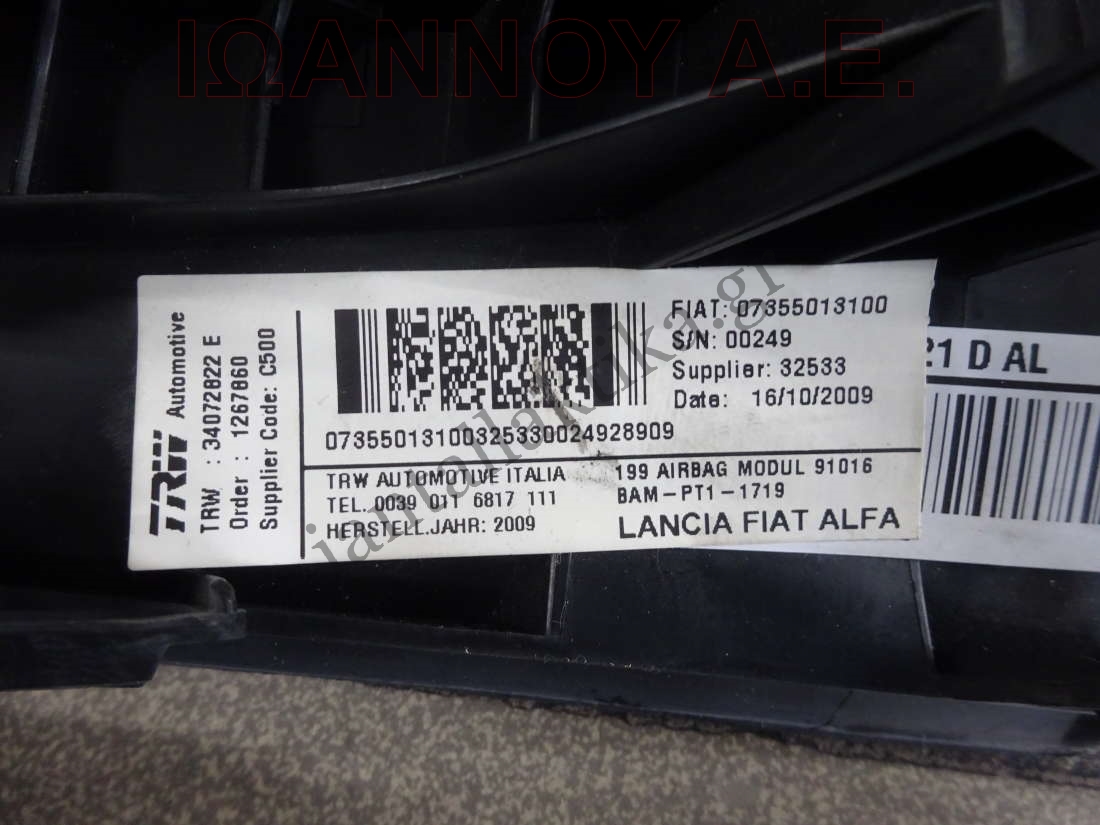 ΙΩΑΝΝΟΥ Α.Ε.
TRW Automotive
TRW : 34072822 E
Order : 1267860
Supplier Code: C500
FIAT: 07355013100
S/N: 00249
Supplier: 32533
Date: 16/10/2009
07355013100325330024928909
TRW AUTOMOTIVE ITALIA
TEL. 0039 011 6817 111
HERSTELL.JAHR: 2009
199 AIRBAG MODUL 91016
BAM-PT1-1719
LANCIA FIAT ALFA
21 D AL